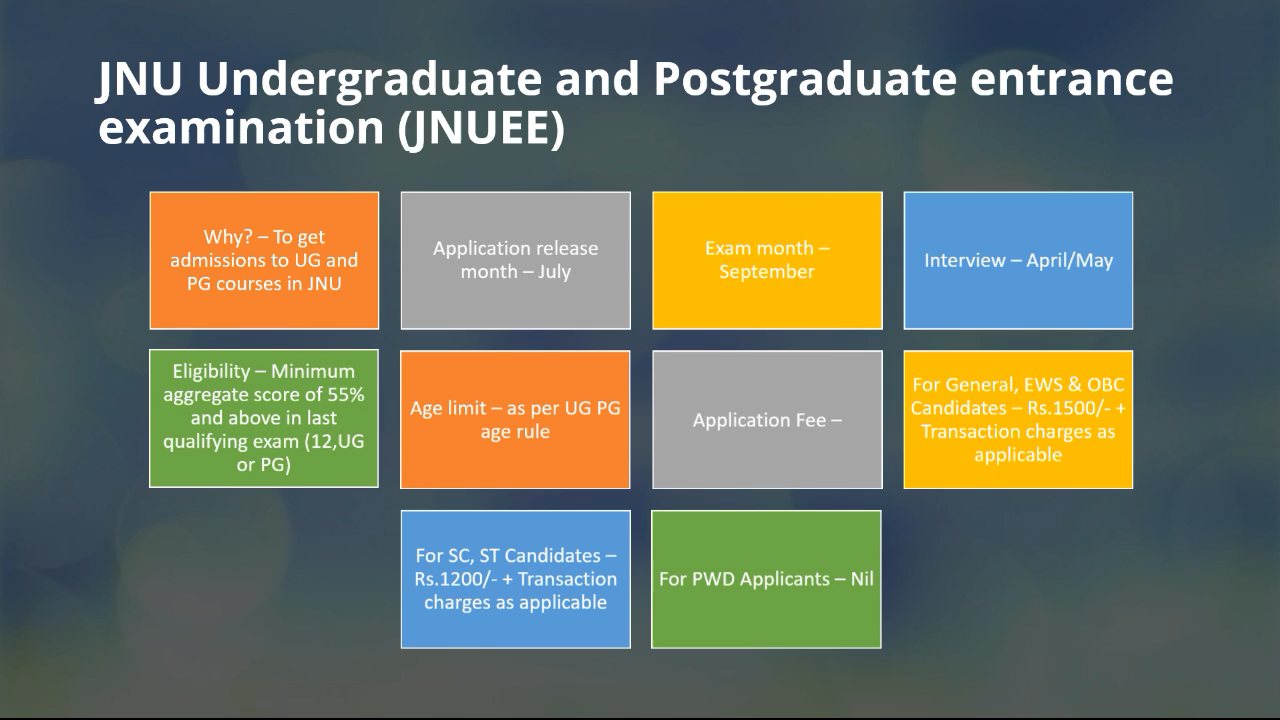 JNU Undergraduate and Postgraduate entrance
examination (JNUEE)
Why? – To get
admissions to UG and
PG courses in JNU
Application release
month – July
Exam month –
September
Interview – April/May
Eligibility – Minimum
aggregate score of 55%
and above in last
qualifying exam (12,UG
or PG)
Age limit – as per UG PG
age rule
Application Fee –
For General, EWS & OBC
Candidates – Rs.1500/- +
Transaction charges as
applicable
For SC, ST Candidates –
Rs.1200/- + Transaction
charges as applicable
For PWD Applicants – Nil